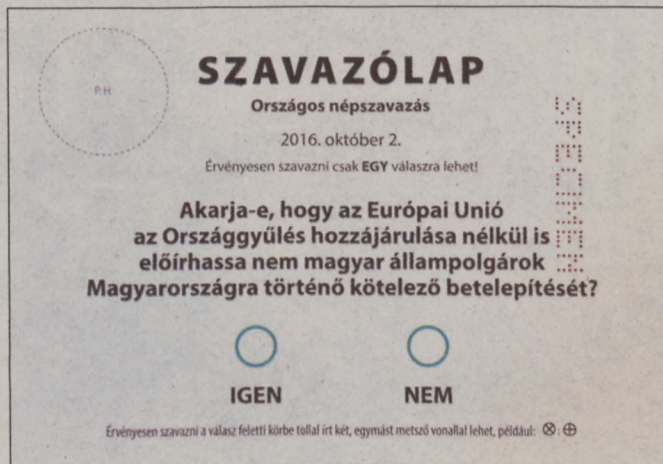 P.H.
SZAVAZÓLAP
Országos népszavazás
2016. október 2.
Érvényesen szavazni csak EGY válaszra lehet!
Akarja-e, hogy az Európai Unió
az Országgyűlés hozzájárulása nélkül is
előírhassa nem magyar állampolgárok
Magyarországra történő kötelező betelepítését?
IGEN NEM
Érvényesen szavazni a válasz feletti körbe tollal írt két, egymást metsző vonallal lehet, például: